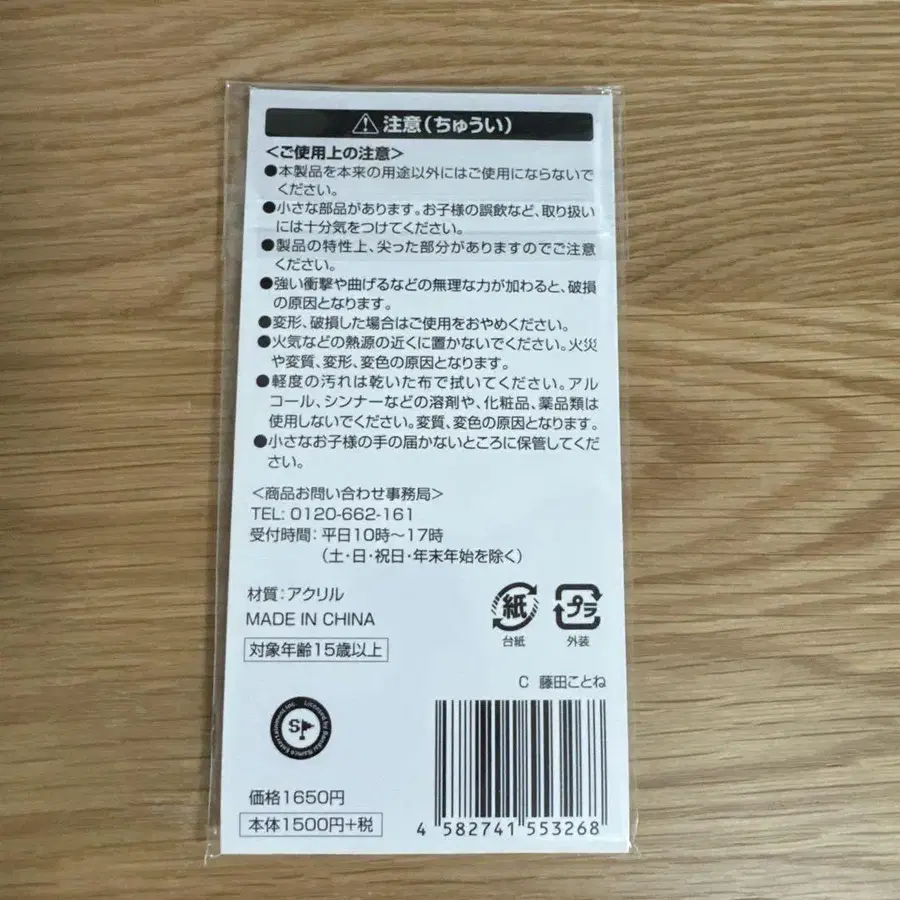 ⚠注意(ちゅうい)
<ご使用上の注意>
●本製品を本来の用途以外にはご使用にならないで
ください。
●小さな部品があります。お子様の誤飲など、取り扱い
には十分気をつけてください。
●製品の特性上、尖った部分がありますのでご注意
ください。
●強い衝撃や曲げるなどの無理な力が加わると、破損
の原因となります。
●変形、破損した場合はご使用をおやめください。
●火気などの熱源の近くに置かないでください。火災
や変質、変形、変色の原因となります。
●軽度の汚れは乾いた布で拭いてください。アル
コール、シンナーなどの溶剤や、化粧品、薬品類は
使用しないでください。変質、変色の原因となります。
●小さなお子様の手の届かないところに保管してくだ
さい。
<商品お問い合わせ事務局>
TEL: 0120-662-161
受付時間:平日10時～17時
(土・日・祝日・年末年始を除く)
材質:アクリル
MADE IN CHINA
対象年齢15歳以上
紙
台紙
プラ
外装
C 藤田ことね
Licensed by Bandai Namco Entertainment Inc.
SP
価格1650円
本体1500円+税
4 582741 553268